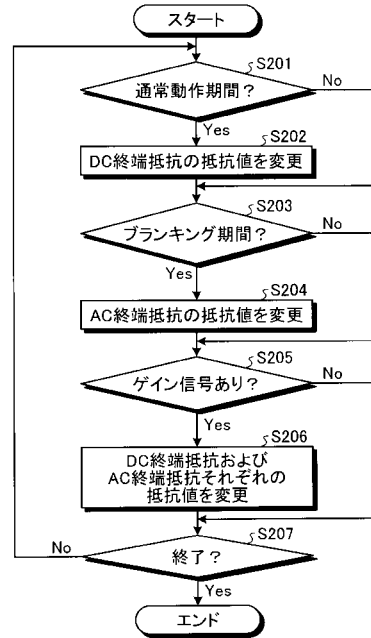 スタート
S201
通常動作期間？
No
Yes
S202
DC終端抵抗の抵抗値を変更
S203
ブランキング期間？
No
Yes
S204
AC終端抵抗の抵抗値を変更
S205
ゲイン信号あり？
No
Yes
S206
DC終端抵抗および
AC終端抵抗それぞれの
抵抗値を変更
S207
終了？
No
Yes
エンド